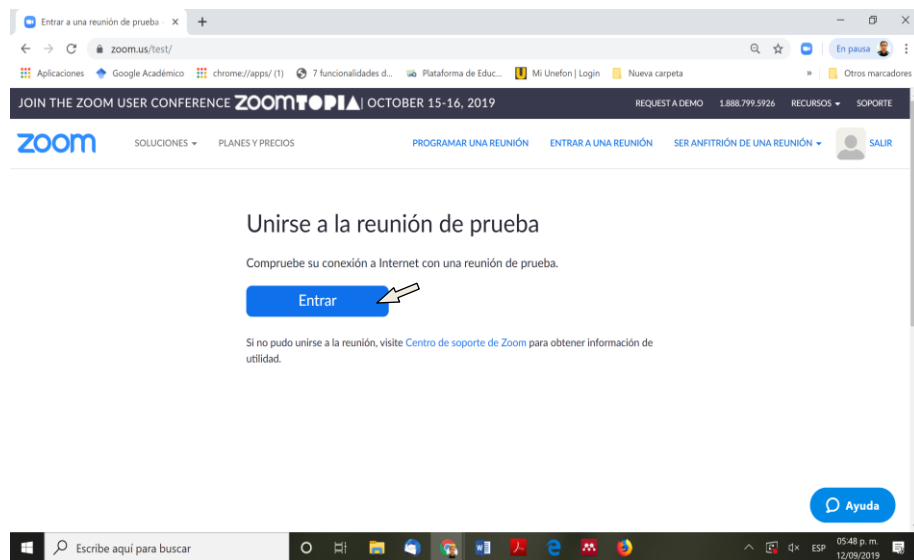 Entrar a una reunión de prueba -
zoom.us/test/
En pausa
Aplicaciones Google Académico chrome://apps/ (1) 7 funcionalidades d... Plataforma de Educ... Mi Unefon | Login Nueva carpeta » Otros marcadores
JOIN THE ZOOM USER CONFERENCE ZOOMTOPIA | OCTOBER 15-16, 2019 REQUEST A DEMO 1.888.799.5926 RECURSOS SOPORTE
zoom SOLUCIONES PLANES Y PRECIOS PROGRAMAR UNA REUNIÓN ENTRAR A UNA REUNIÓN SER ANFITRIÓN DE UNA REUNIÓN SALIR
Unirse a la reunión de prueba
Compruebe su conexión a Internet con una reunión de prueba.
Entrar
Si no pudo unirse a la reunión, visite Centro de soporte de Zoom para obtener información de
utilidad.
Ayuda
Escribe aquí para buscar
ESP
05:48 p. m.
12/09/2019